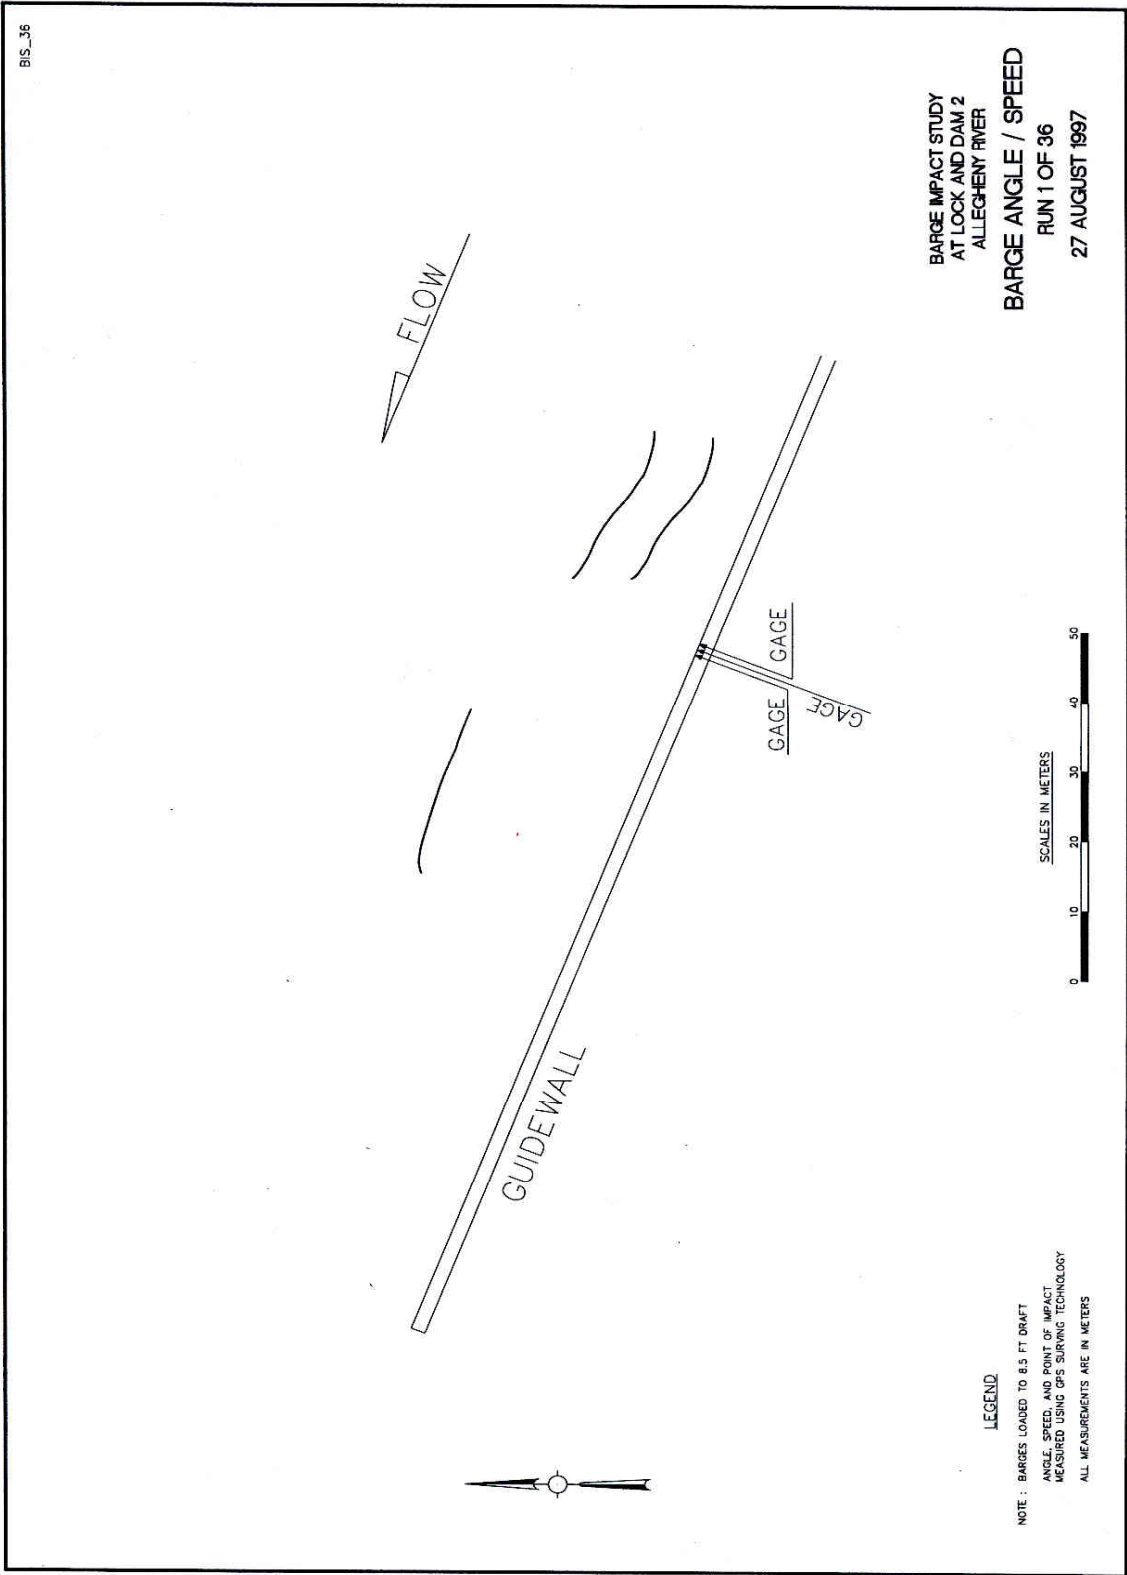 BIS_36
FLOW
GUIDEWALL
GAGE
GAGE
GAGE
SCALES IN METERS
0 10 20 30 40 50
LEGEND
NOTE : BARGES LOADED TO 8.5 FT DRAFT
ANGLE, SPEED, AND POINT OF IMPACT
MEASURED USING GPS SURVING TECHNOLOGY
ALL MEASUREMENTS ARE IN METERS
BARGE IMPACT STUDY
AT LOCK AND DAM 2
ALLEGHENY RIVER
BARGE ANGLE / SPEED
RUN 1 OF 36
27 AUGUST 1997